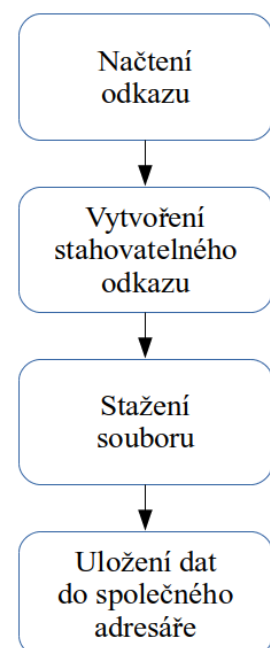 Načtení
odkazu
Vytvoření
stahovatelného
odkazu
Stažení
souboru
Uložení dat
do společného
adresáře